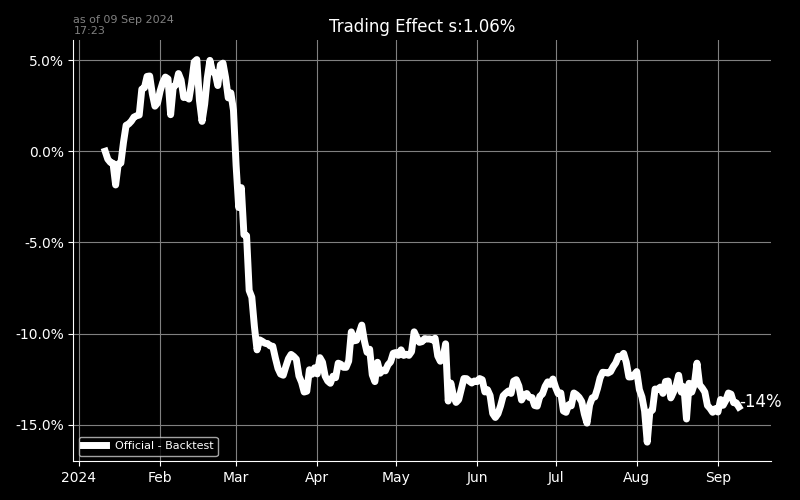 as of 09 Sep 2024
17:23
Trading Effect s:1.06%
5.0%
0.0%
-5.0%
-10.0%
-15.0%
-14%
Official - Backtest
2024 Feb Mar Apr May Jun Jul Aug Sep